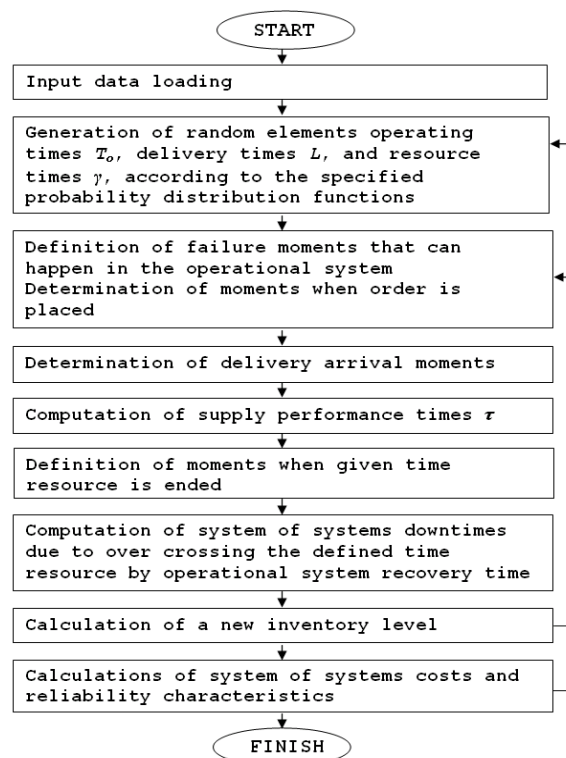 START
Input data loading
Generation of random elements operating
times To, delivery times L, and resource
times γ, according to the specified
probability distribution functions
Definition of failure moments that can
happen in the operational system
Determination of moments when order is
placed
Determination of delivery arrival moments
Computation of supply performance times τ
Definition of moments when given time
resource is ended
Computation of system of systems downtimes
due to over crossing the defined time
resource by operational system recovery time
Calculation of a new inventory level
Calculations of system of systems costs and
reliability characteristics
FINISH